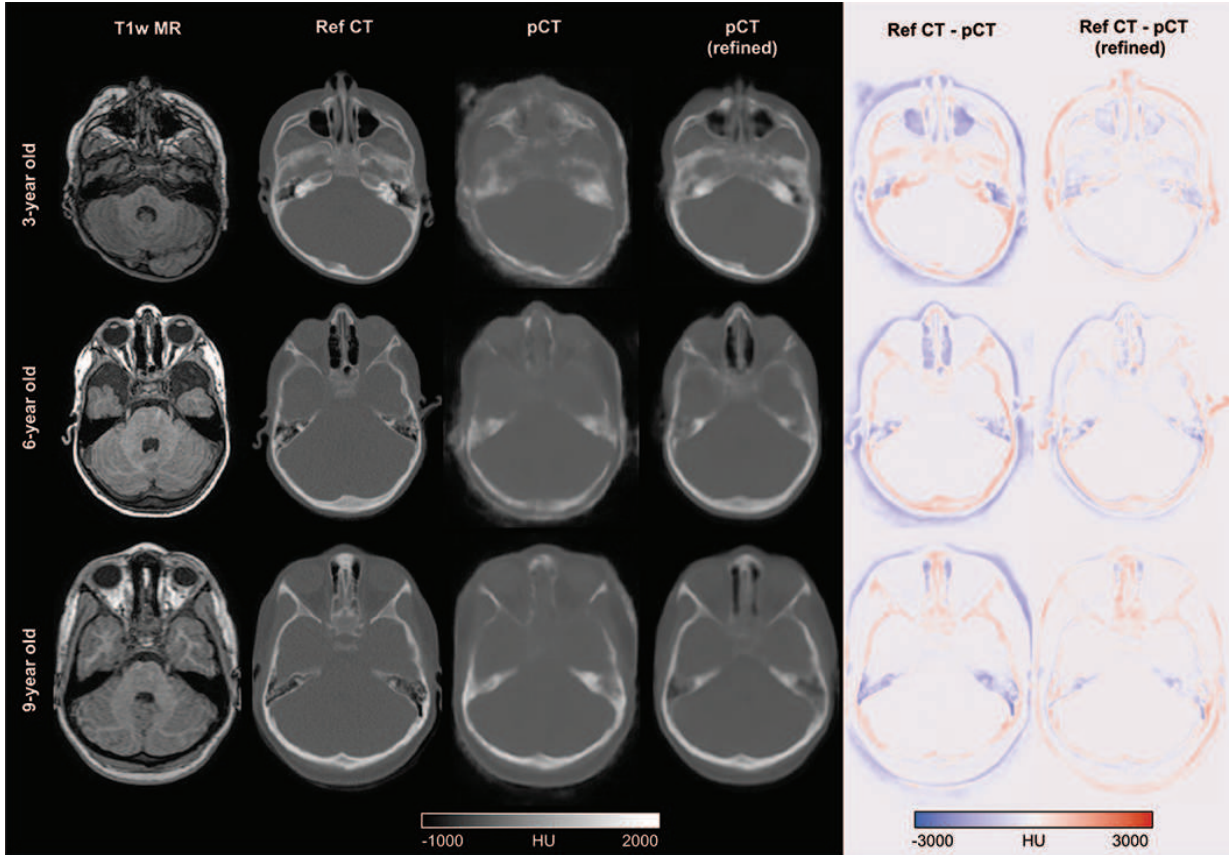 T1w MR
Ref CT
pCT
pCT
(refined)
Ref CT - pCT
Ref CT - pCT
(refined)
3-year old
6-year old
9-year old
-1000 HU 2000
-3000 HU 3000